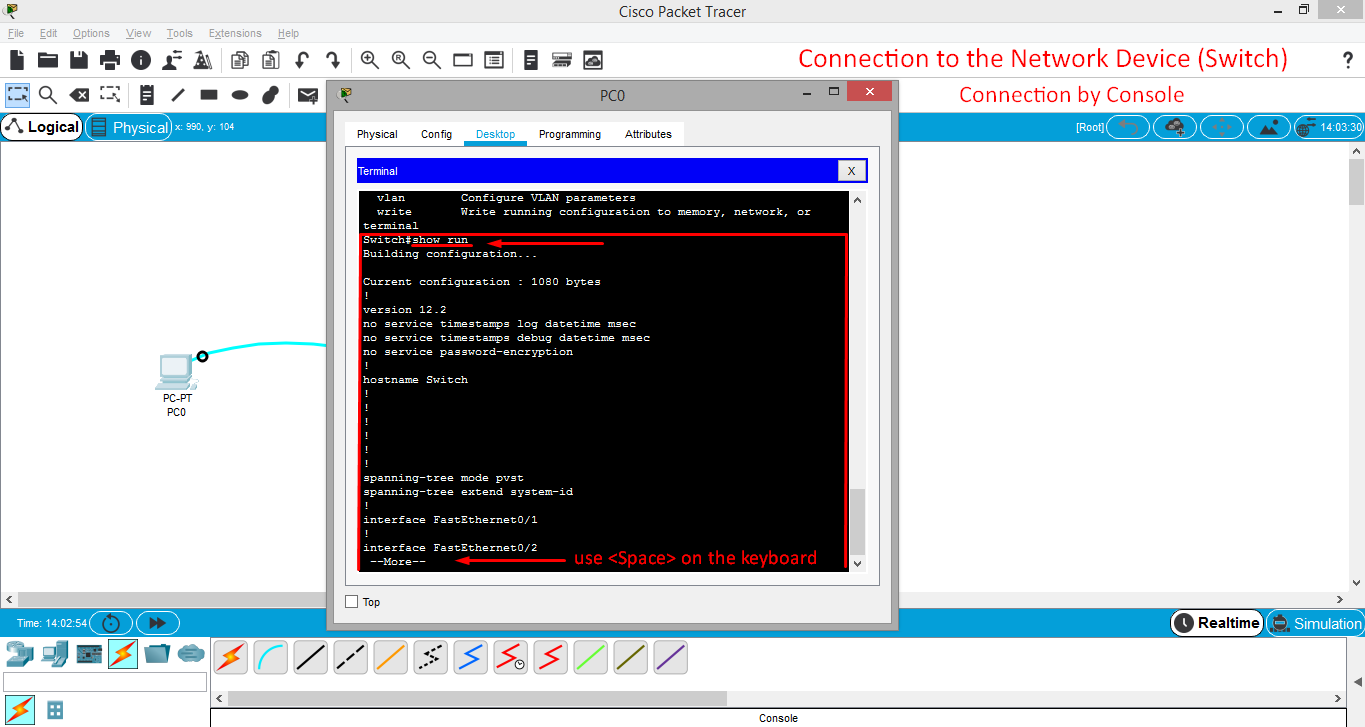 Cisco Packet Tracer
File Edit Options View Tools Extensions Help
Connection to the Network Device (Switch)
?
Connection by Console
PC0
X
Logical
Physical
x: 990, y: 104
[Root]
14:03:30
Physical Config Desktop Programming Attributes
Terminal
X
vlan Configure VLAN parameters
write Write running configuration to memory, network, or
terminal
Switch#show run
Building configuration...
Current configuration : 1080 bytes
!
version 12.2
no service timestamps log datetime msec
no service timestamps debug datetime msec
no service password-encryption
!
hostname Switch
!
!
!
!
!
!
spanning-tree mode pvst
spanning-tree extend system-id
!
interface FastEthernet0/1
!
interface FastEthernet0/2
--More--
use <Space> on the keyboard
PC-PT
PC0
Top
Time: 14:02:54
Realtime
Simulation
Console